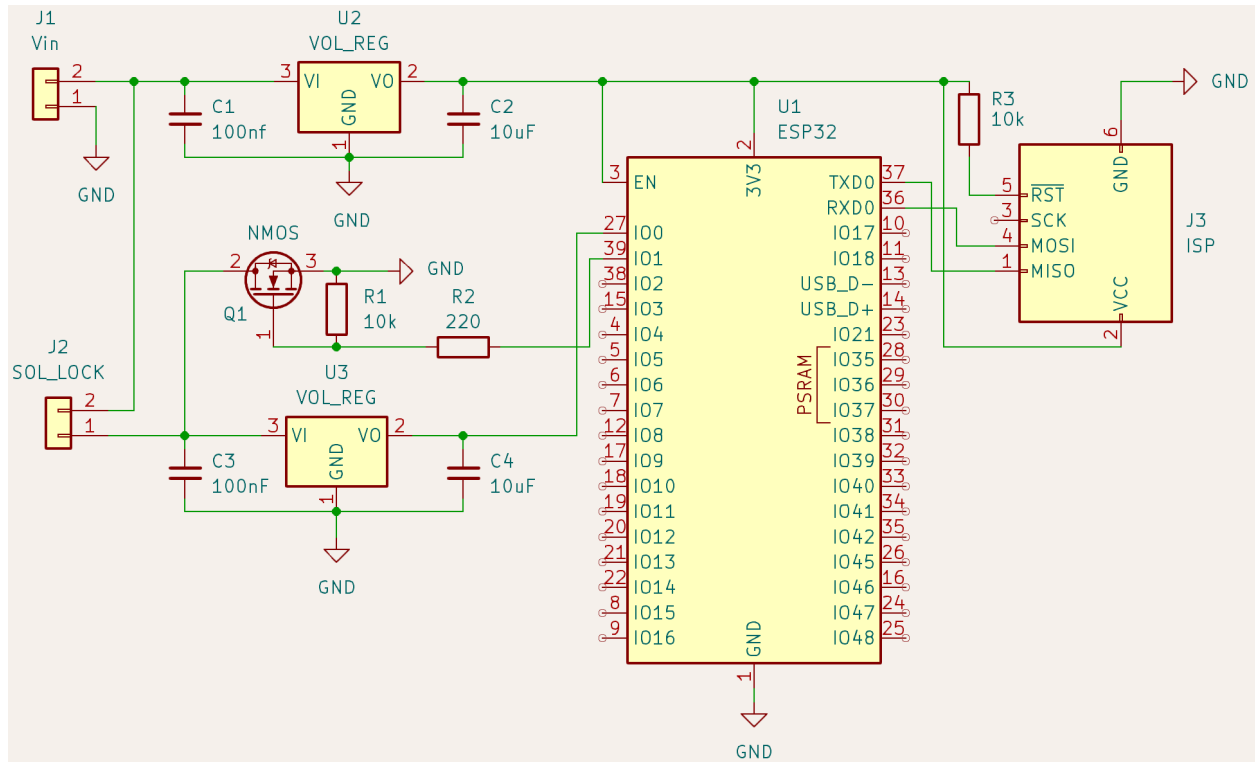 J1
Vin
2
1
GND
C1
100nf
U2
VOL_REG
3
VI
VO
2
GND
1
GND
C2
10uF
NMOS
2
3
GND
Q1
1
R1
10k
R2
220
J2
SOL_LOCK
2
1
U3
VOL_REG
3
VI
VO
2
GND
1
C3
100nF
C4
10uF
GND
U1
ESP32
2
3V3
3 EN
27 IO0
39 IO1
38 IO2
15 IO3
4 IO4
5 IO5
6 IO6
7 IO7
12 IO8
17 IO9
18 IO10
19 IO11
20 IO12
21 IO13
22 IO14
8 IO15
9 IO16
TXD0 37
RXD0 36
IO17 10
IO18 11
USB_D- 13
USB_D+ 14
IO21 23
IO35 28
IO36 29
IO37 30
PSRAM
IO38 31
IO39 32
IO40 33
IO41 34
IO42 35
IO45 26
IO46 16
IO47 24
IO48 25
GND
1
GND
R3
10k
GND
6
GND
5 RST
3 SCK
4 MOSI
1 MISO
VCC
2
J3
ISP